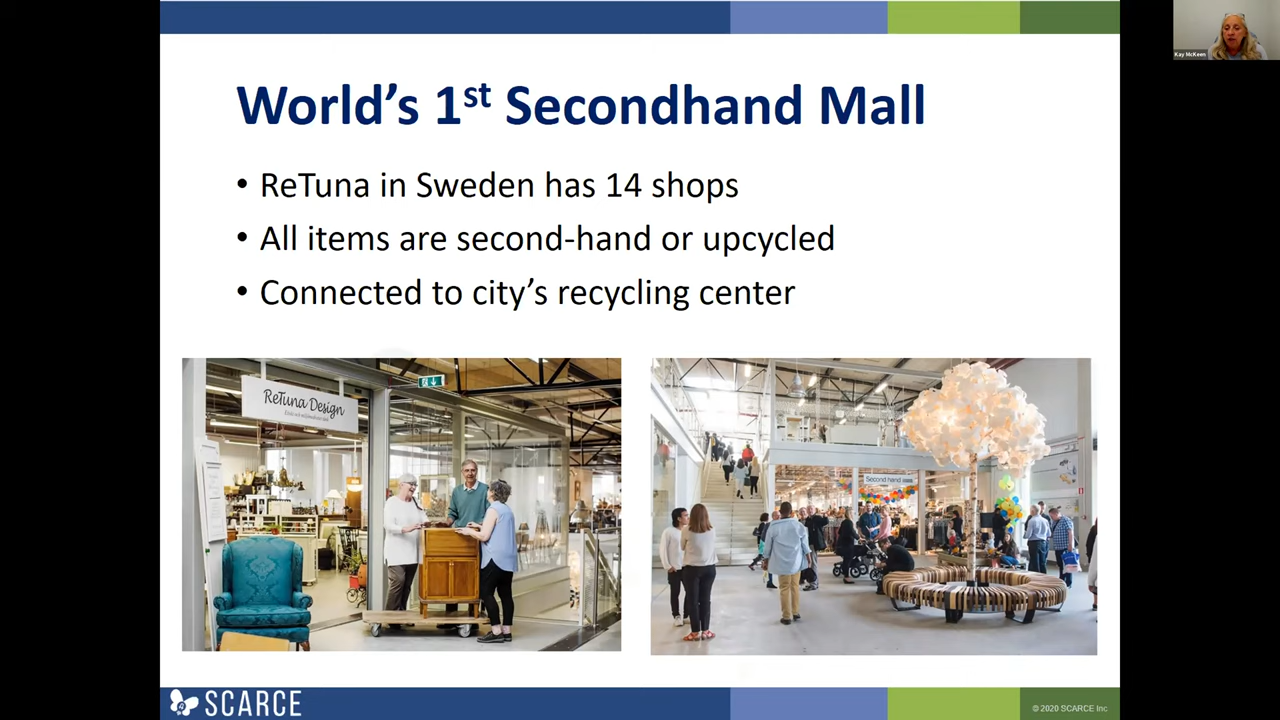 Kay McKeen
World's 1st Secondhand Mall
• ReTuna in Sweden has 14 shops
• All items are second-hand or upcycled
• Connected to city's recycling center
ReTuna Design
Second hand
SCARCE
© 2020 SCARCE Inc